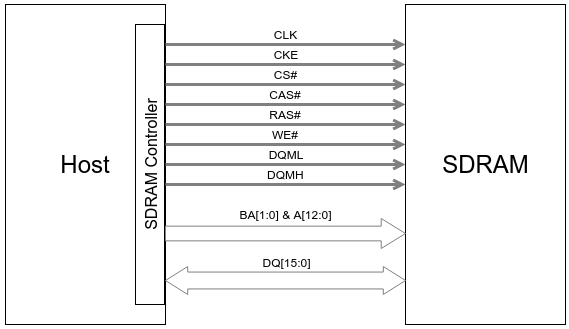 Host
SDRAM Controller
CLK
CKE
CS#
CAS#
RAS#
WE#
DQML
DQMH
BA[1:0] & A[12:0]
DQ[15:0]
SDRAM